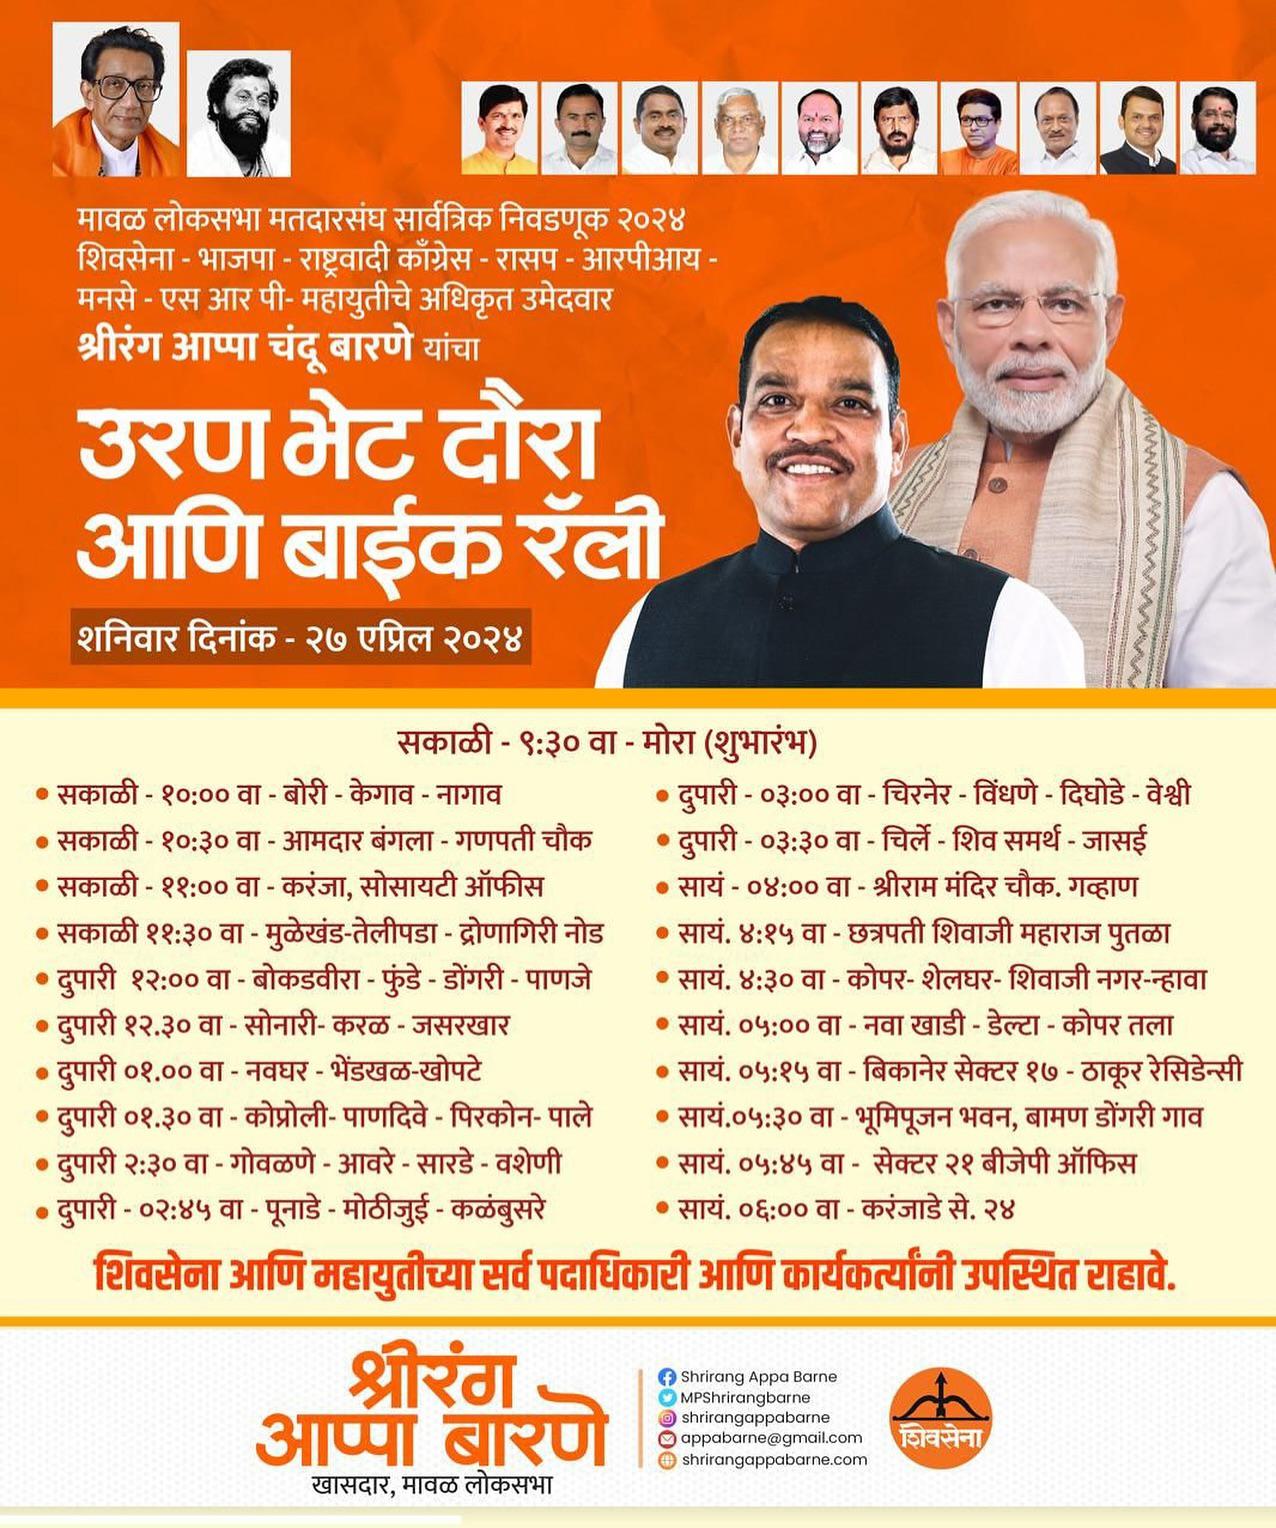 मावळ लोकसभा मतदारसंघ सार्वत्रिक निवडणूक २०२४
शिवसेना - भाजपा - राष्ट्रवादी काँग्रेस - रासप - आरपीआय -
मनसे - एस आर पी- महायुतीचे अधिकृत उमेदवार
श्रीरंग आप्पा चंदू बारणे यांचा
उरण भेट दौरा
आणि बाईक रॅली
शनिवार दिनांक - २७ एप्रिल २०२४
सकाळी - ९:३० वा - मोरा (शुभारंभ)
सकाळी - १०:०० वा - बोरी - केगाव - नागाव
सकाळी - १०:३० वा - आमदार बंगला - गणपती चौक
सकाळी - ११:०० वा - करंजा, सोसायटी ऑफीस
सकाळी ११:३० वा - मुळेखंड-तेलीपडा - द्रोणागिरी नोड
दुपारी १२:०० वा - बोकडवीरा - फुंडे - डोंगरी - पाणजे
दुपारी १२.३० वा - सोनारी- करळ - जसरखार
दुपारी ०१.०० वा - नवघर - भेंडखळ-खोपटे
दुपारी ०१.३० वा - कोप्रोली- पाणदिवे - पिरकोन- पाले
दुपारी २:३० वा - गोवळणे - आवरे - सारडे - वशेणी
दुपारी - ०२:४५ वा - पूनाडे - मोठीजुई - कळंबुसरे
दुपारी - ०३:०० वा - चिरनेर - विंधणे - दिघोडे - वेश्वी
दुपारी - ०३:३० वा - चिर्ले - शिव समर्थ - जासई
सायं - ०४:०० वा - श्रीराम मंदिर चौक. गव्हाण
सायं. ४:१५ वा - छत्रपती शिवाजी महाराज पुतळा
सायं. ४:३० वा - कोपर- शेलघर- शिवाजी नगर-न्हावा
सायं. ०५:०० वा - नवा खाडी - डेल्टा - कोपर तला
सायं. ०५:१५ वा - बिकानेर सेक्टर १७ - ठाकूर रेसिडेन्सी
सायं.०५:३० वा - भूमिपूजन भवन, बामण डोंगरी गाव
सायं. ०५:४५ वा - सेक्टर २१ बीजेपी ऑफिस
सायं. ०६:०० वा - करंजाडे से. २४
शिवसेना आणि महायुतीच्या सर्व पदाधिकारी आणि कार्यकर्त्यांनी उपस्थित राहावे.
श्रीरंग
आप्पा बारणे
खासदार, मावळ लोकसभा
Shrirang Appa Barne
MPShrirangbarne
shrirangappabarne
appabarne@gmail.com
shrirangappabarne.com
शिवसेना